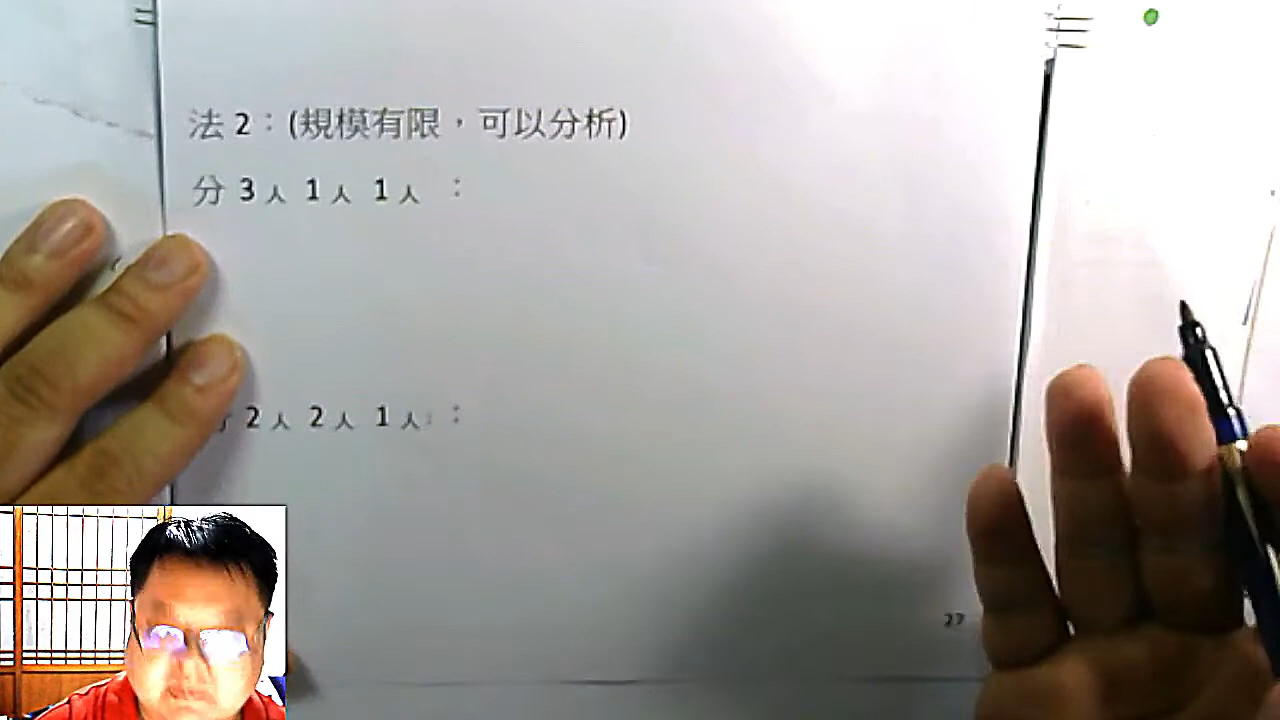 法 2：(規模有限，可以分析)
分 3 人 1 人 1 人 ：
2 人 2 人 1 人 ：
27